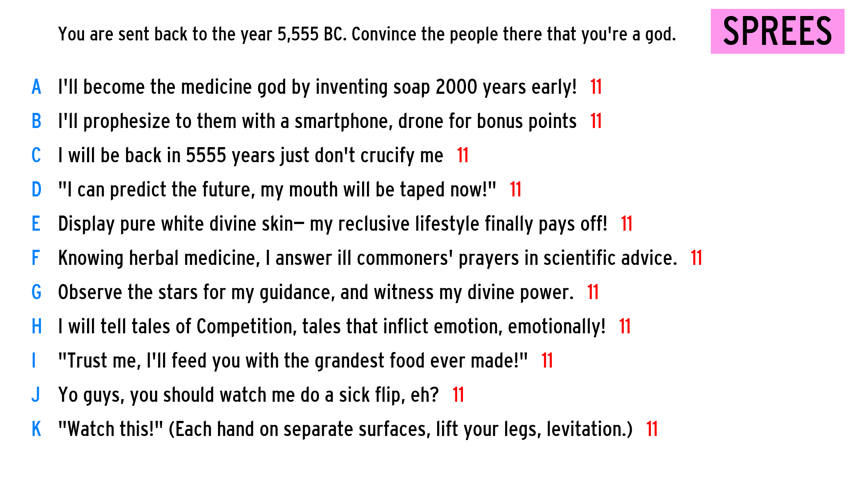 You are sent back to the year 5,555 BC. Convince the people there that you're a god.
SPREES
A I'll become the medicine god by inventing soap 2000 years early! 11
B I'll prophesize to them with a smartphone, drone for bonus points 11
C I will be back in 5555 years just don't crucify me 11
D "I can predict the future, my mouth will be taped now!" 11
E Display pure white divine skin— my reclusive lifestyle finally pays off! 11
F Knowing herbal medicine, I answer ill commoners' prayers in scientific advice. 11
G Observe the stars for my guidance, and witness my divine power. 11
H I will tell tales of Competition, tales that inflict emotion, emotionally! 11
I "Trust me, I'll feed you with the grandest food ever made!" 11
J Yo guys, you should watch me do a sick flip, eh? 11
K "Watch this!" (Each hand on separate surfaces, lift your legs, levitation.) 11